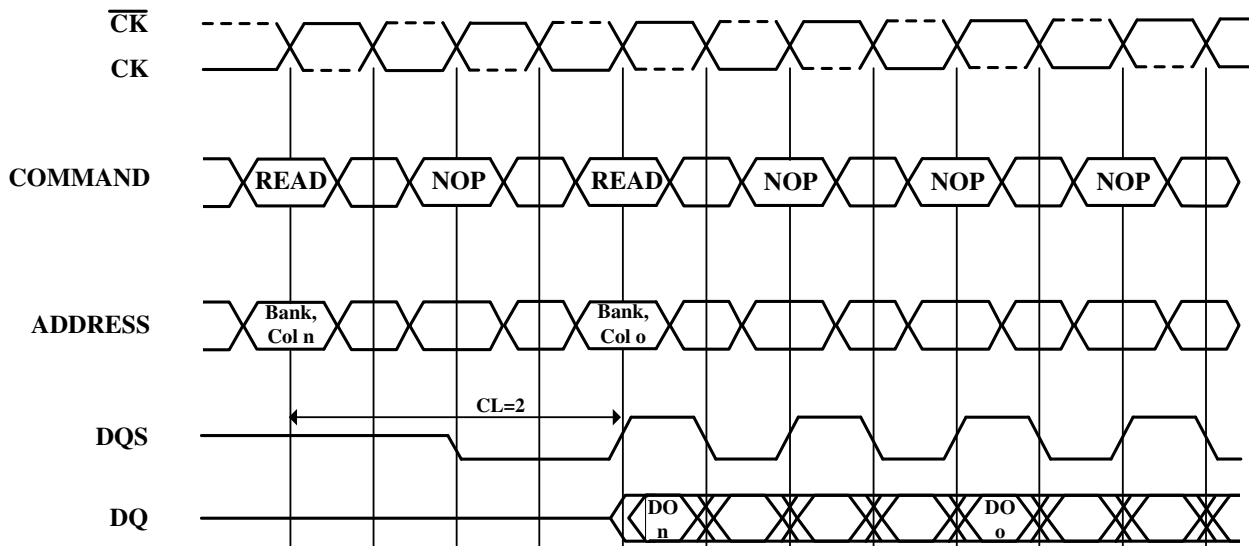 CK
CK
COMMAND
READ NOP READ NOP NOP NOP
ADDRESS
Bank,
Col n
Bank,
Col o
CL=2
DQS
DQ
DO
n
DO
o